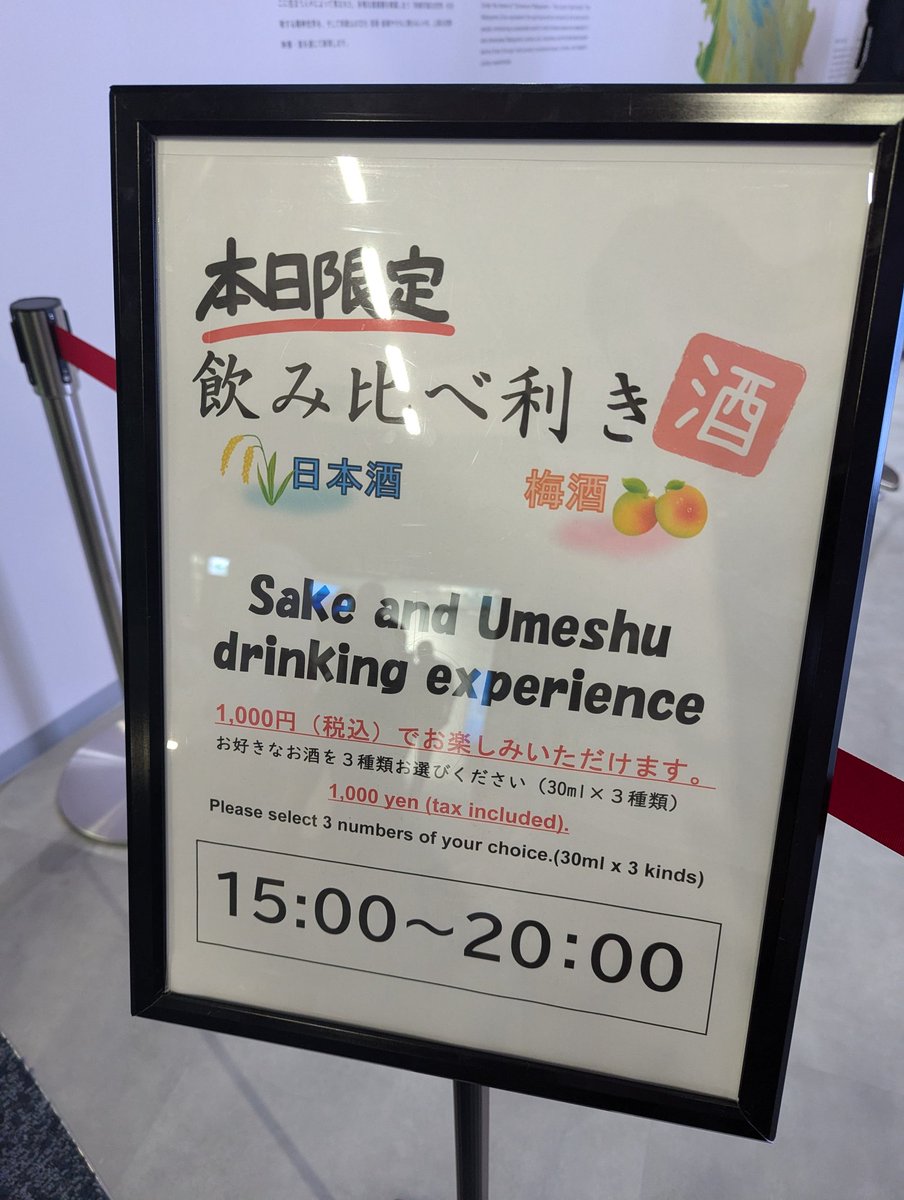 本日限定
飲み比べ利き酒
日本酒
梅酒
Sake and Umeshu
drinking experience
1,000円（税込）でお楽しみいただけます。
お好きなお酒を３種類お選びください（30ml×３種類）
1,000 yen (tax included).
Please select 3 numbers of your choice.(30ml x 3 kinds)
15:00～20:00